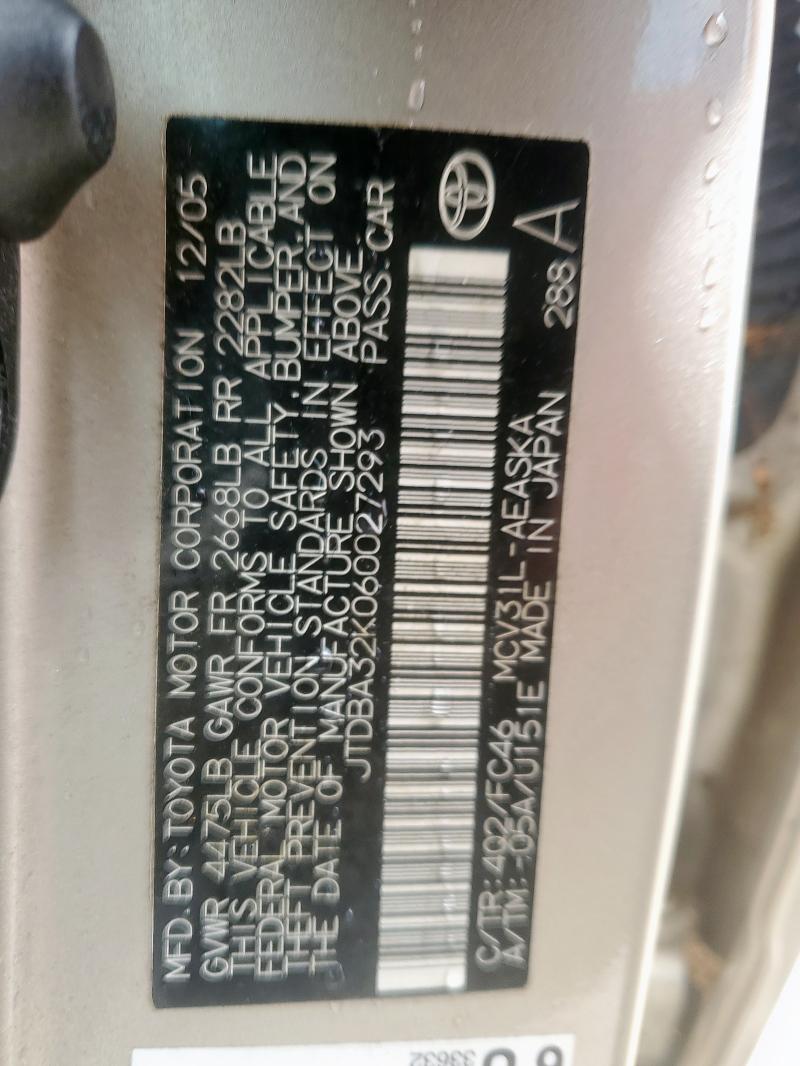 MFD.BY:TOYOTA MOTOR CORPORATION 12/05
GVWR 4475LB GAWR FR 2668LB RR 2282LB
THIS VEHICLE CONFORMS TO ALL APPLICABLE
FEDERAL MOTOR VEHICLE SAFETY,BUMPER,AND
THEFT PREVENTION STANDARDS IN EFFECT ON
THE DATE OF MANUFACTURE SHOWN ABOVE.
JTDBA32K060027293 PASS.CAR
C/TR:4Q2/FC46 MCV31L-AEASKA 288 A
A/TM:-05A/U151E MADE IN JAPAN
33632